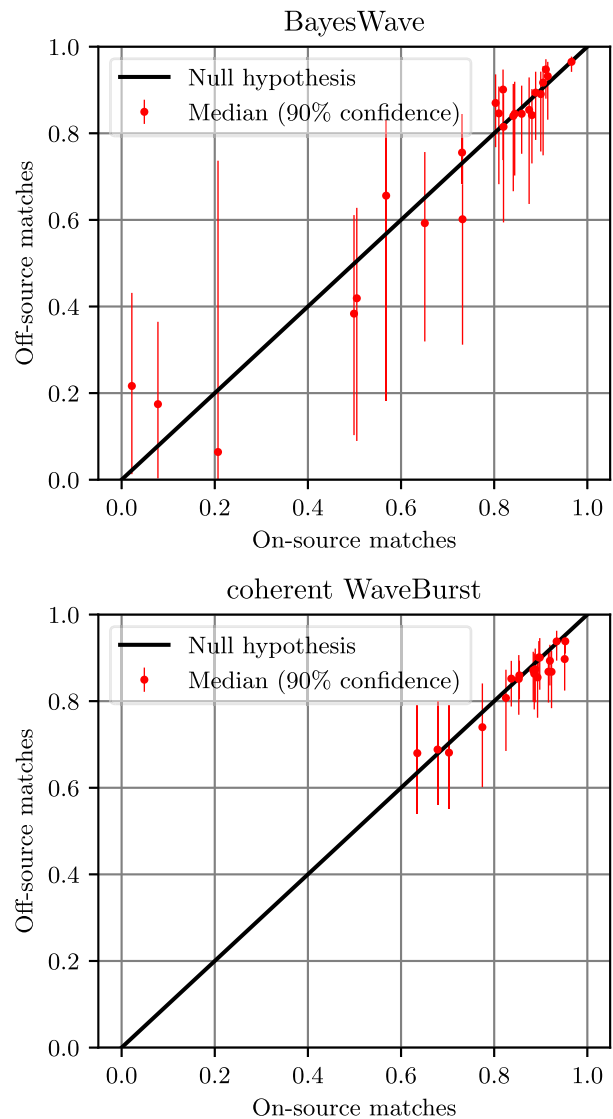 BayesWave
1.0
0.8
0.6
0.4
0.2
0.0
Off-source matches
Null hypothesis
Median (90% confidence)
0.0 0.2 0.4 0.6 0.8 1.0
On-source matches
coherent WaveBurst
1.0
0.8
0.6
0.4
0.2
0.0
Off-source matches
Null hypothesis
Median (90% confidence)
0.0 0.2 0.4 0.6 0.8 1.0
On-source matches